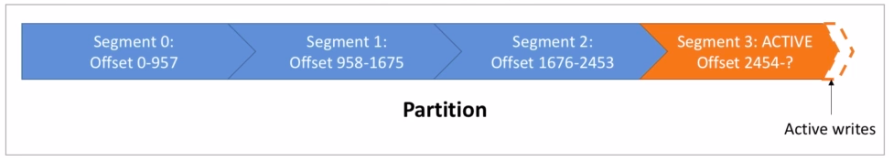 Segment 0:
Offset 0-957
Segment 1:
Offset 958-1675
Segment 2:
Offset 1676-2453
Segment 3: ACTIVE
Offset 2454-?
Partition
Active writes